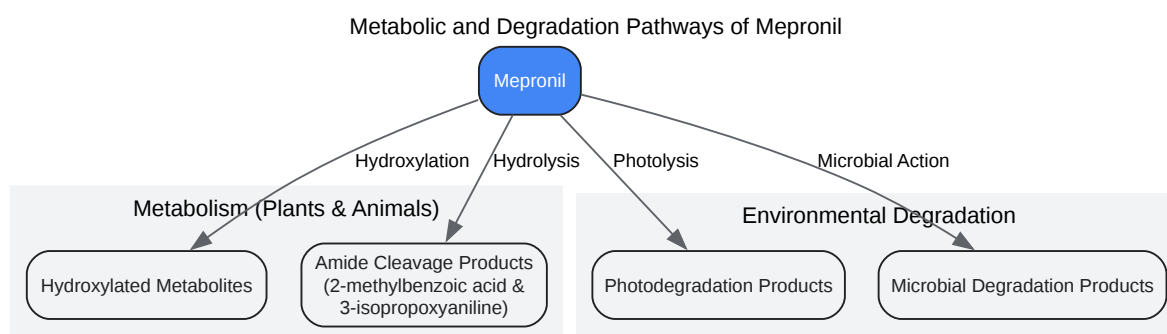 Metabolic and Degradation Pathways of Mepronil
Mepronil
Hydroxylation
Hydrolysis
Photolysis
Microbial Action
Metabolism (Plants & Animals)
Environmental Degradation
Hydroxylated Metabolites
Amide Cleavage Products
(2-methylbenzoic acid &
3-isopropoxyaniline)
Photodegradation Products
Microbial Degradation Products